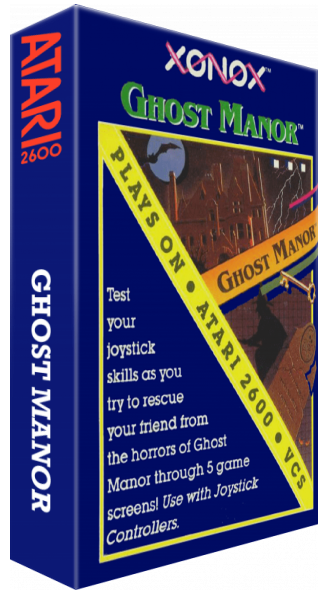 ATARI
2600
GHOST MANOR
XONOX™
GHOST MANOR™
PLAYS ON • ATARI 2600 • VCS
GHOST MANOR
Test
your
joystick
skills as you
try to rescue
your friend from
the horrors of Ghost
Manor through 5 game
screens! Use with Joystick
Controllers.